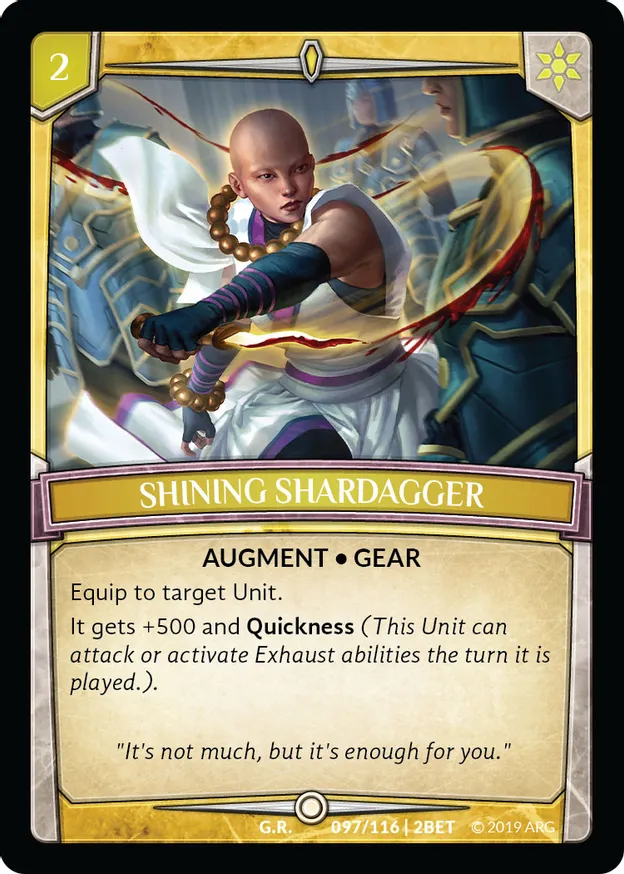 2
SHINING SHARDAGGER
AUGMENT • GEAR
Equip to target Unit.
It gets +500 and Quickness (This Unit can
attack or activate Exhaust abilities the turn it is
played.).
"It's not much, but it's enough for you."
G.R. 097/116 | 2BET © 2019 ARG